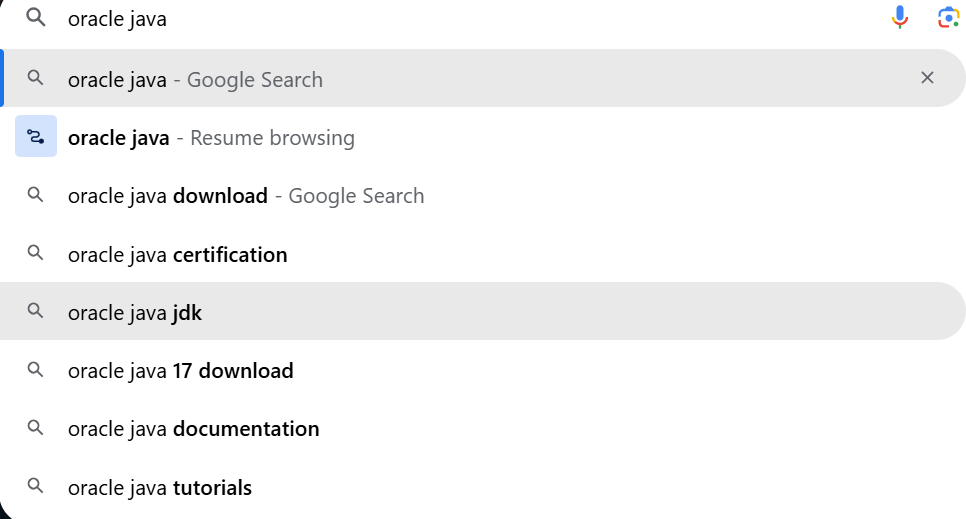 oracle java
oracle java - Google Search
oracle java - Resume browsing
oracle java download - Google Search
oracle java certification
oracle java jdk
oracle java 17 download
oracle java documentation
oracle java tutorials